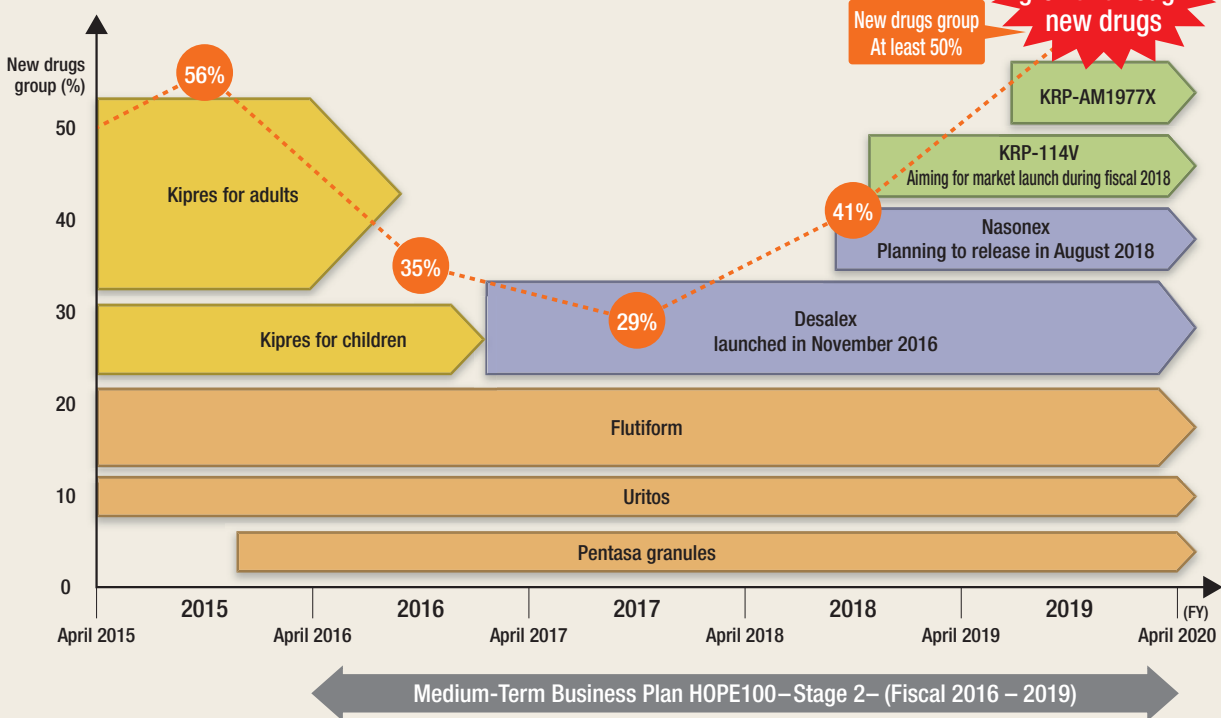 new drugs
New drugs group
At least 50%
New drugs
group (%)
50
40
30
20
10
0
56%
35%
29%
41%
KRP-AM1977X
KRP-114V
Aiming for market launch during fiscal 2018
Nasonex
Planning to release in August 2018
Kipres for adults
Kipres for children
Desalex
launched in November 2016
Flutiform
Uritos
Pentasa granules
2015
2016
2017
2018
2019
(FY)
April 2015
April 2016
April 2017
April 2018
April 2019
April 2020
Medium-Term Business Plan HOPE100–Stage 2– (Fiscal 2016 – 2019)